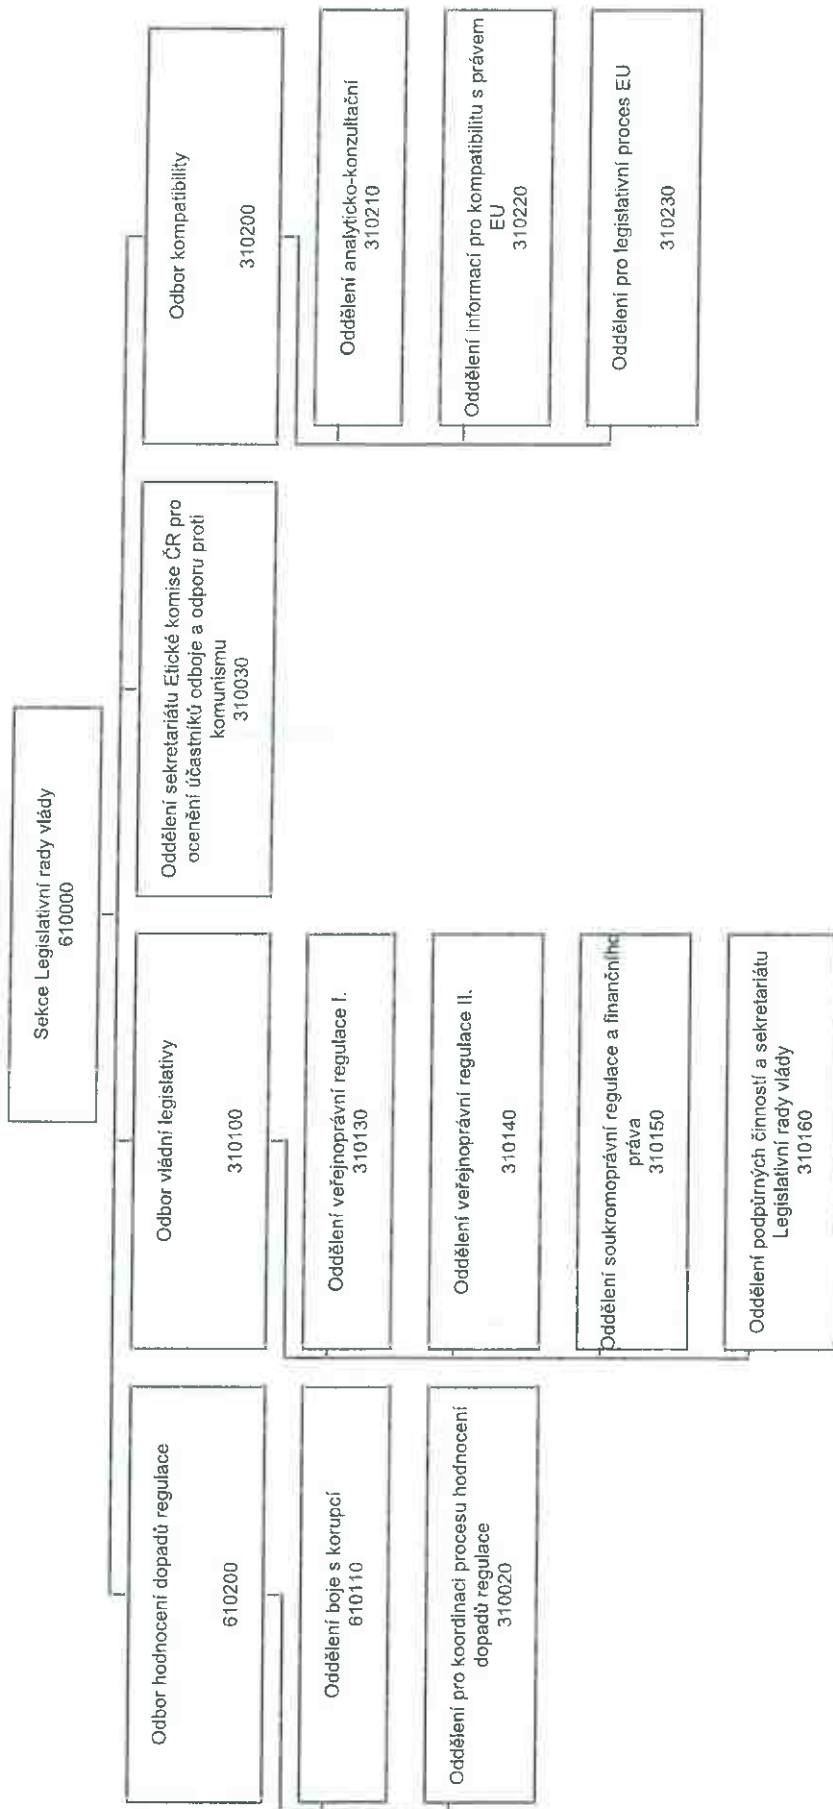 Sekce Legislativní rady vlády
610000
Odbor hodnocení dopadů regulace
610200
Oddělení boje s korupcí
610110
Oddělení pro koordinaci procesu hodnocení
dopadů regulace
310020
Odbor vládní legislativy
310100
Oddělení veřejnoprávní regulace I.
310130
Oddělení veřejnoprávní regulace II.
310140
Oddělení soukromoprávní regulace a finančního
práva
310150
Oddělení podpůrných činností a sekretariátu
Legislativní rady vlády
310160
Oddělení sekretariátu Etické komise ČR pro
ocenění účastníků odboje a odporu proti
komunismu
310030
Odbor kompatibility
310200
Oddělení analyticko-konzultační
310210
Oddělení informací pro kompatibilitu s právem
EU
310220
Oddělení pro legislativní proces EU
310230